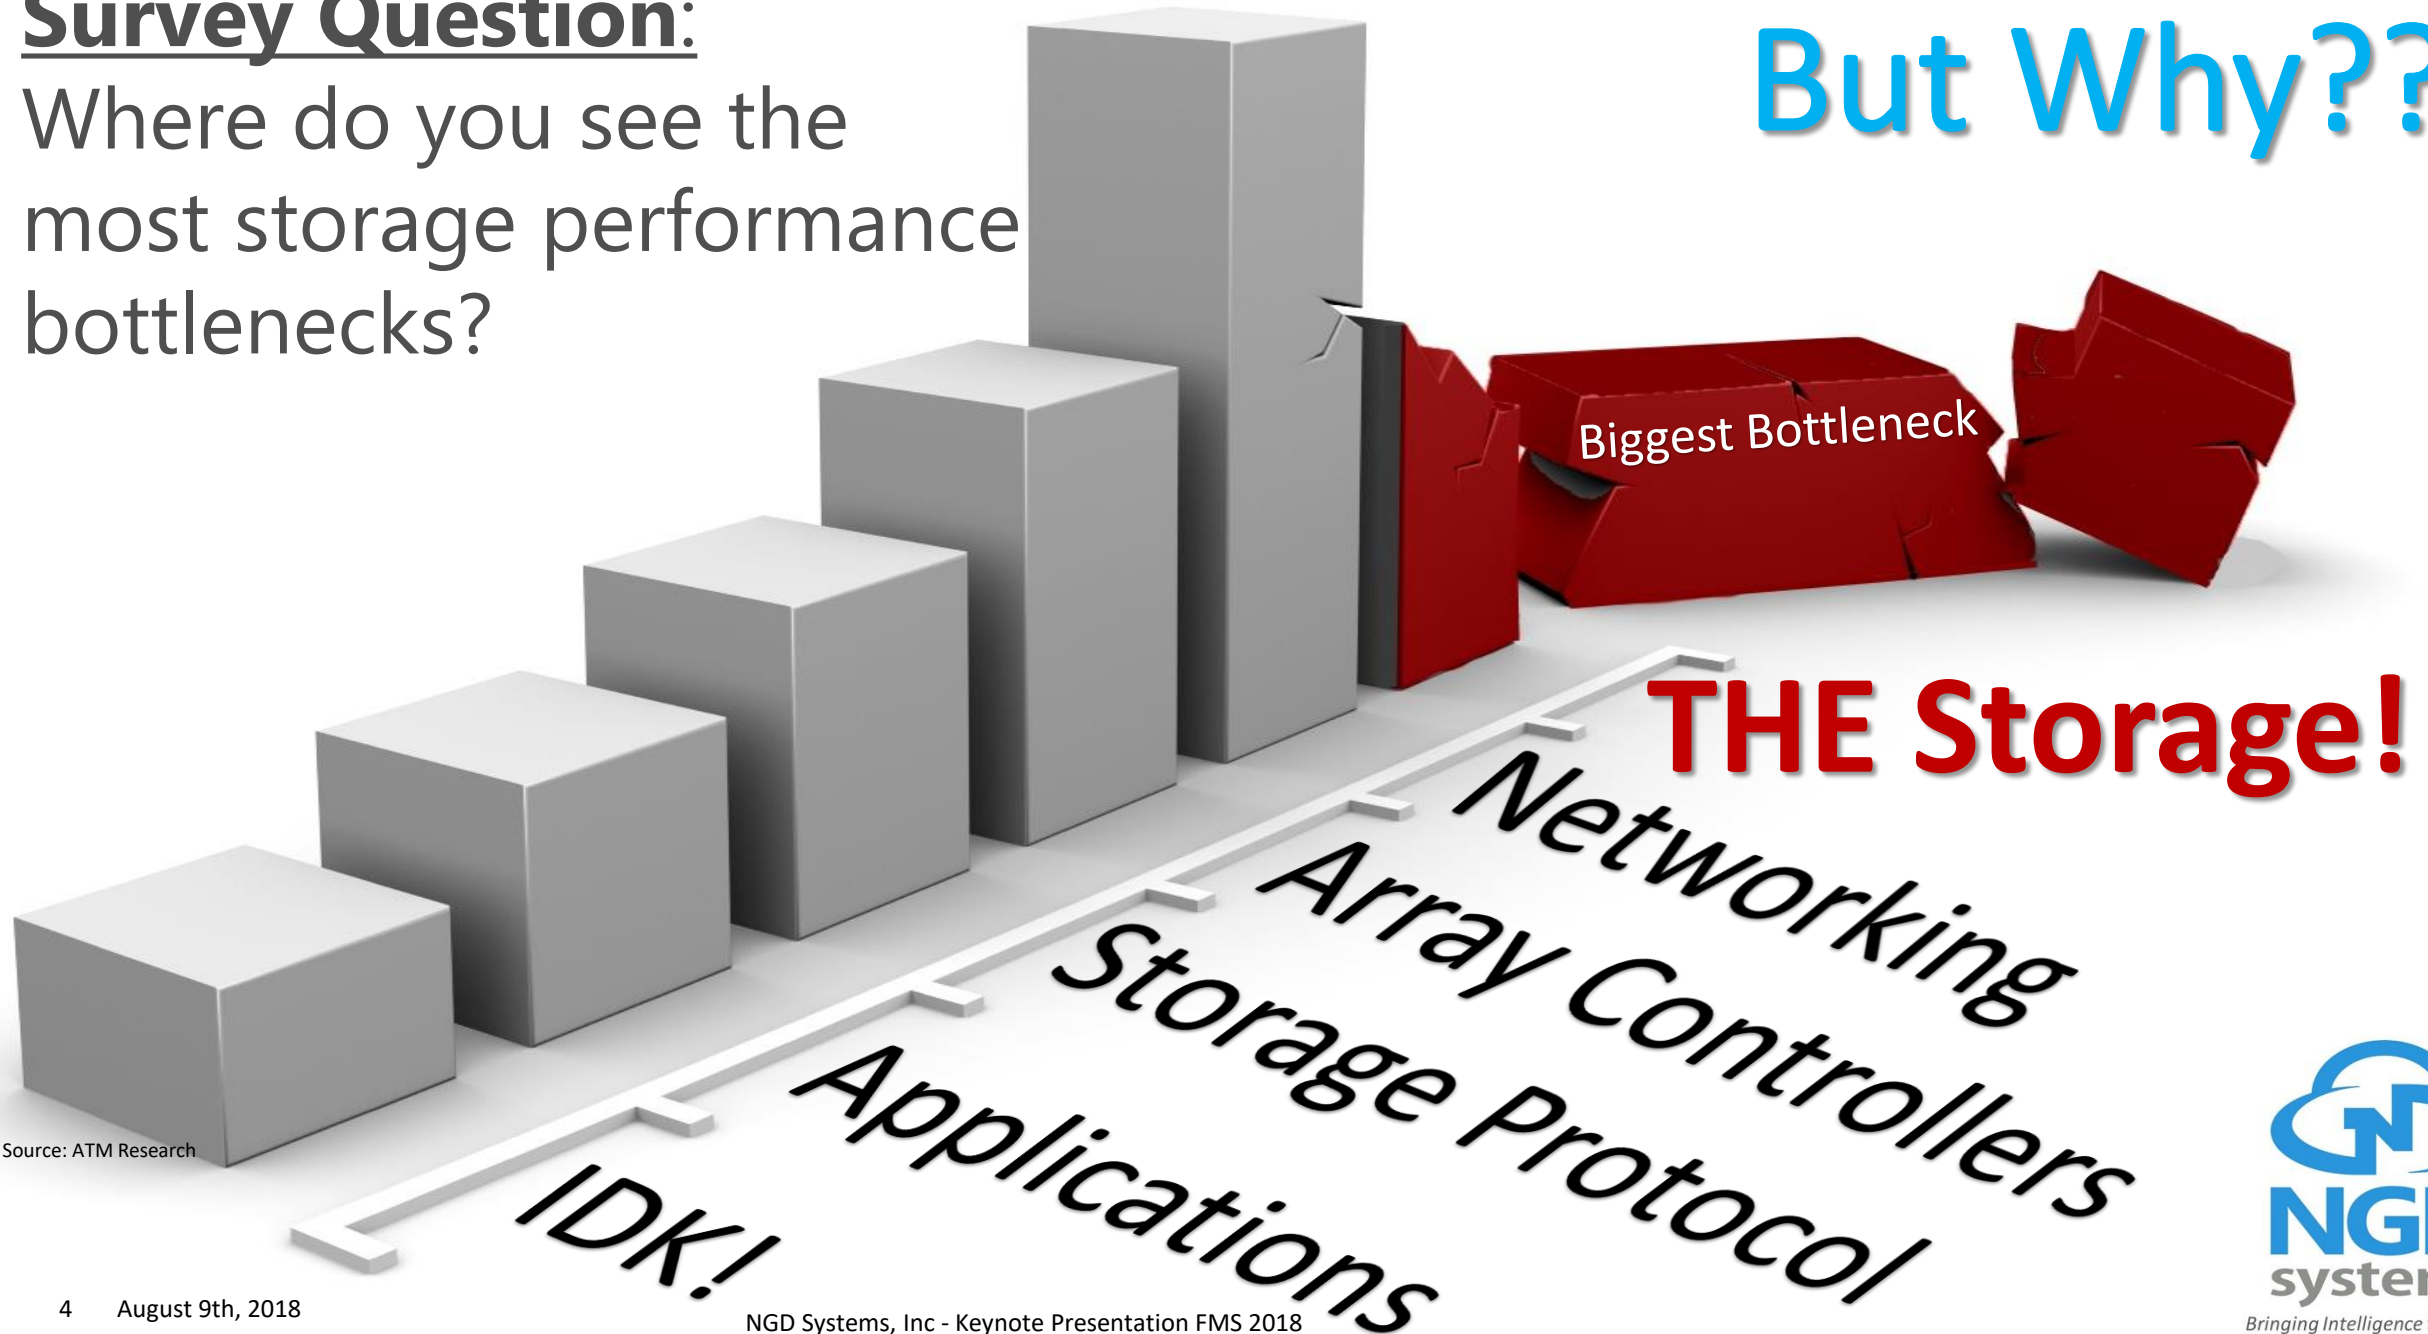 Survey Question:
Where do you see the
most storage performance
bottlenecks?
But Why??
Biggest Bottleneck
THE Storage!
Networking
Array Controllers
Storage Protocol
Applications
IDK!
Source: ATM Research
4 August 9th, 2018
NGD Systems, Inc - Keynote Presentation FMS 2018
Bringing Intelligence